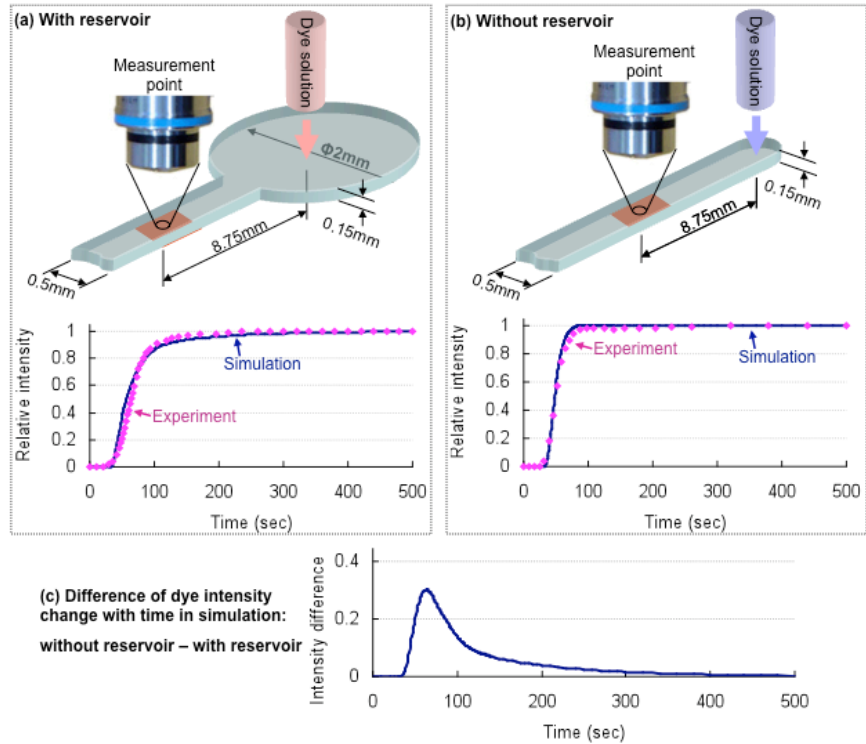 (a) With reservoir
Dye solution
Measurement
point
Φ2mm
8.75mm
0.15mm
0.5mm
Relative intensity
1
0.8
0.6
0.4
0.2
0
Simulation
Experiment
0 100 200 300 400 500
Time (sec)
(b) Without reservoir
Dye solution
Measurement
point
0.15mm
8.75mm
0.5mm
Relative intensity
1
0.8
0.6
0.4
0.2
0
Experiment
Simulation
0 100 200 300 400 500
Time (sec)
(c) Difference of dye intensity
change with time in simulation:
without reservoir – with reservoir
Intensity difference
0.4
0.2
0
0 100 200 300 400 500
Time (sec)